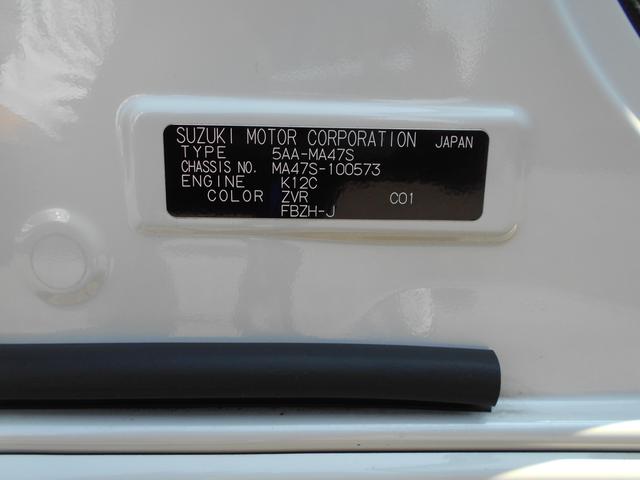 SUZUKI MOTOR CORPORATION JAPAN
TYPE 5AA-MA47S
CHASSIS NO. MA47S-100573
ENGINE K12C
COLOR ZVR C01
FBZH-J